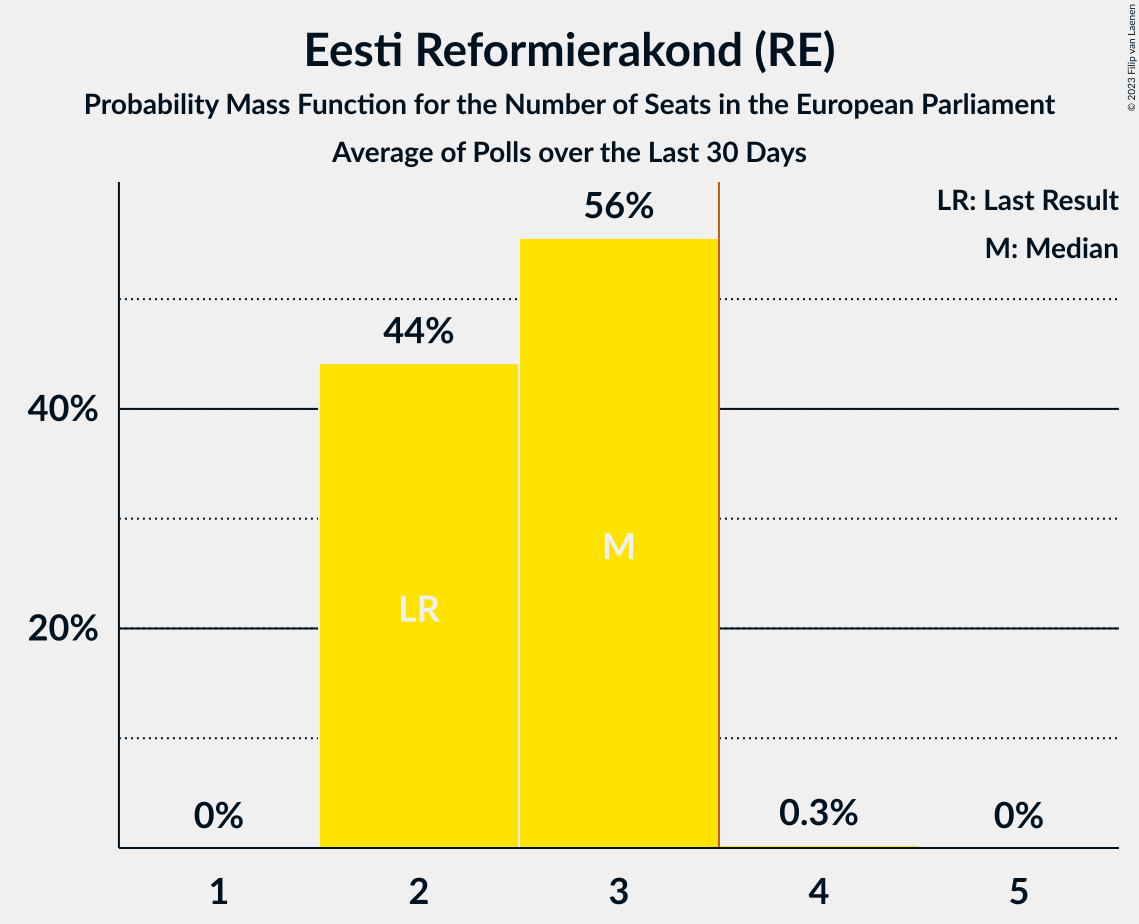 Eesti Reformierakond (RE)
Probability Mass Function for the Number of Seats in the European Parliament
Average of Polls over the Last 30 Days
© 2023 Filip van Laenen
LR: Last Result
M: Median
56%
44%
40%
M
LR
20%
0%
0.3%
0%
1
2
3
4
5